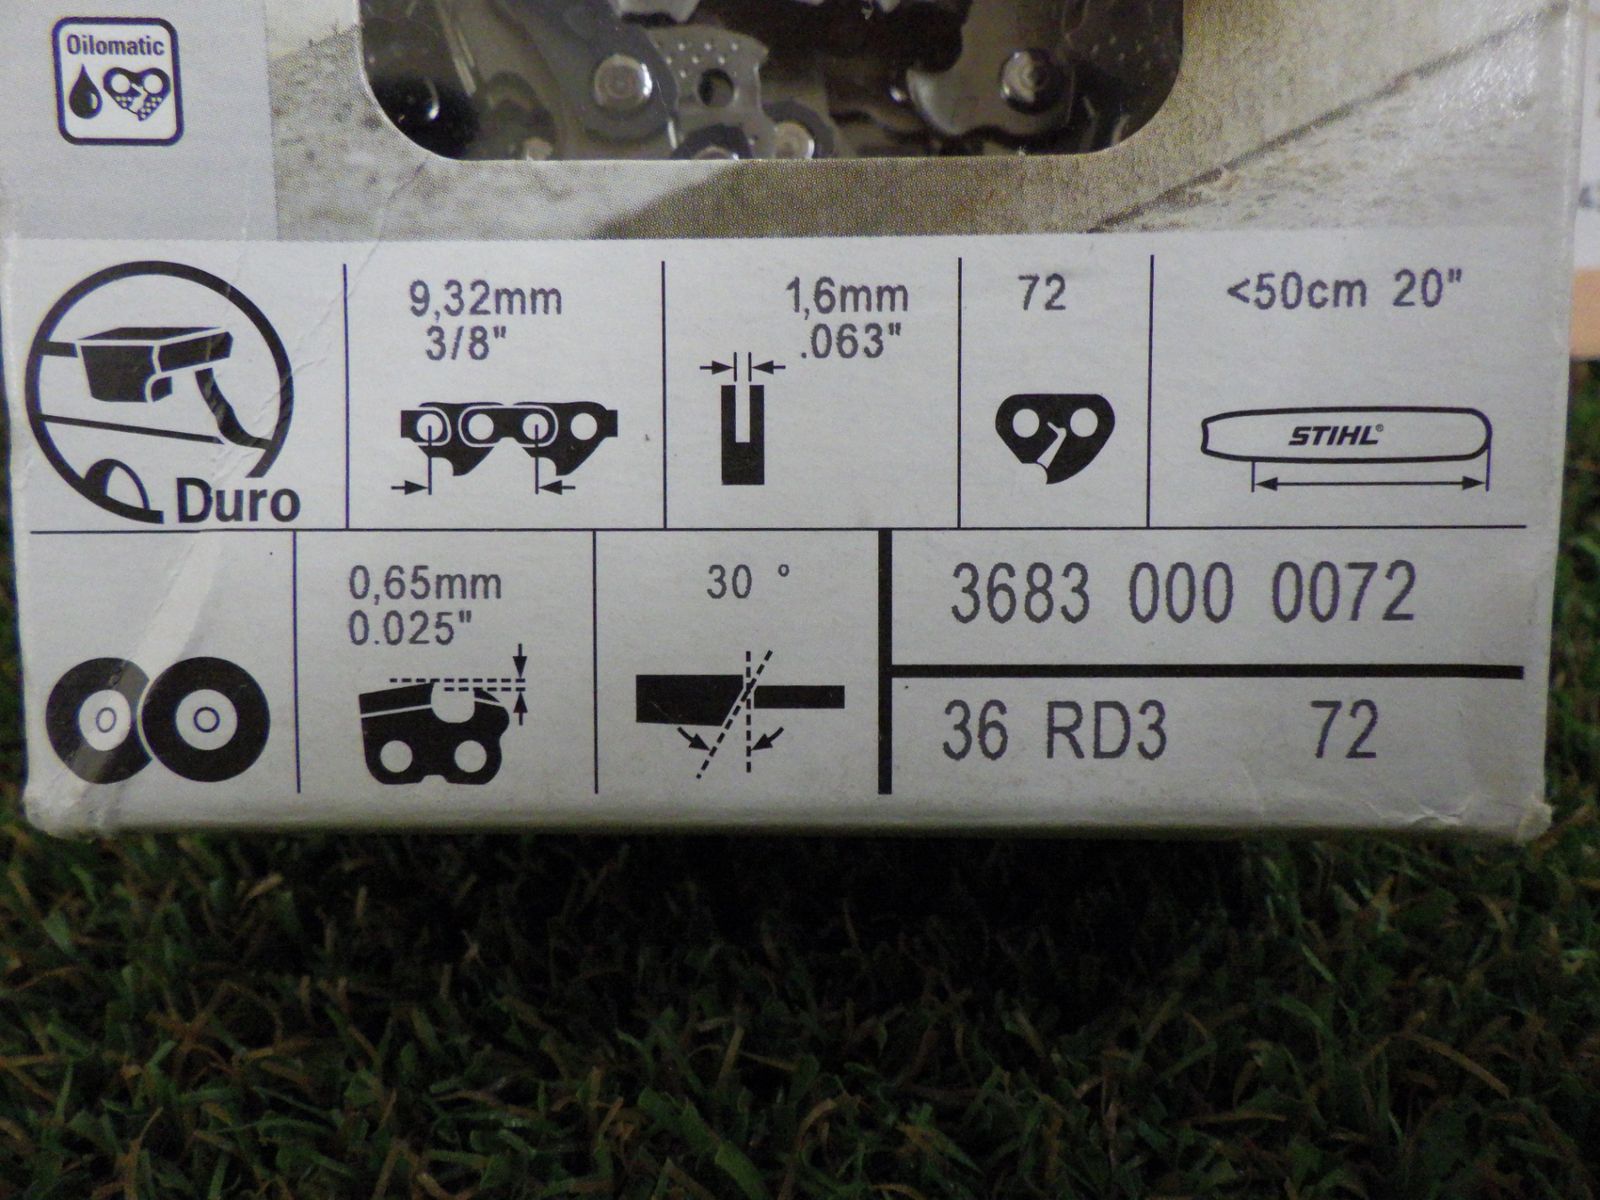 Oilomatic
Duro
9,32mm
3/8"
1,6mm
.063"
72
<50cm 20"
STIHL®
0,65mm
0.025"
30 °
3683 000 0072
36 RD3 72